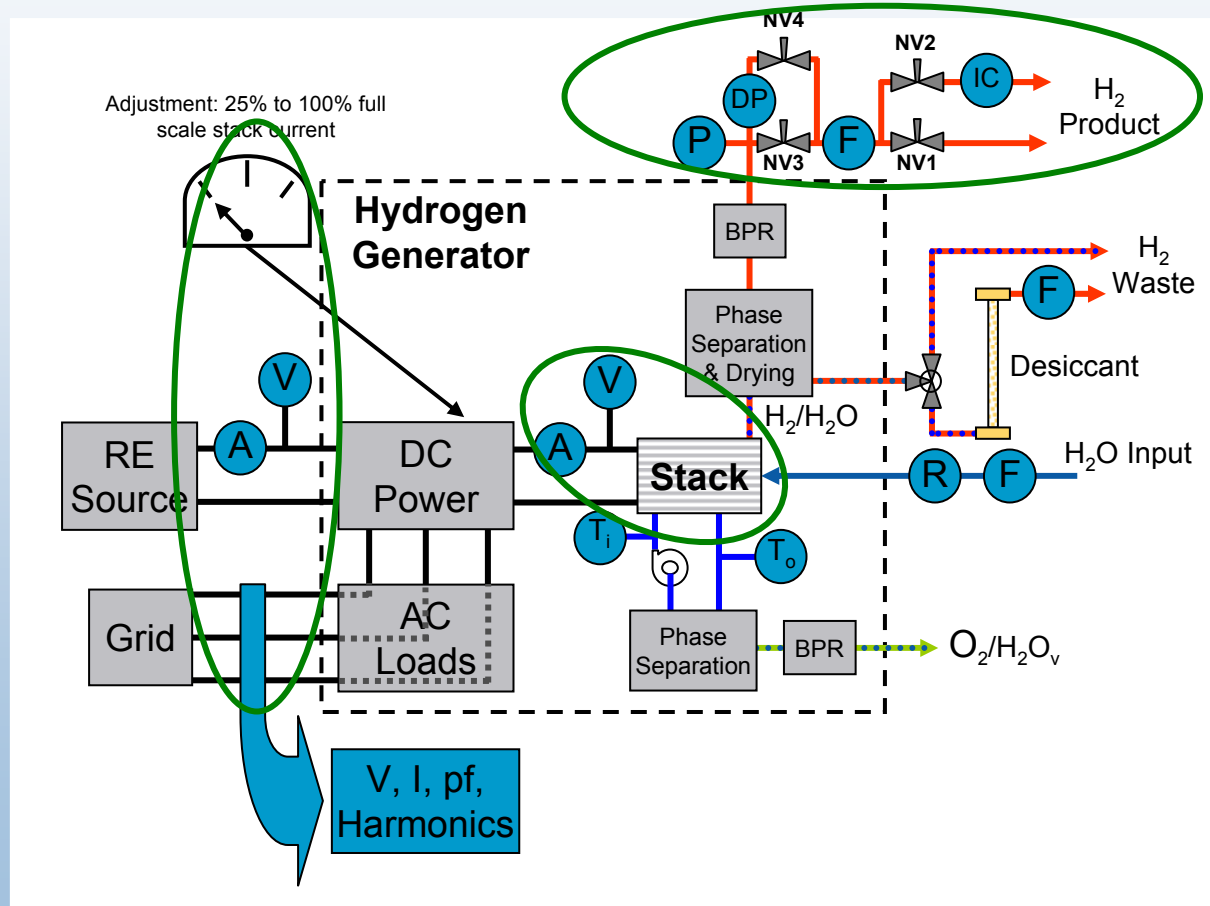 NV4
NV2
IC
DP
H₂
Product
P
NV3
F
NV1
Adjustment: 25% to 100% full
scale stack current
Hydrogen
Generator
BPR
H₂
Waste
F
Phase
Separation
& Drying
Desiccant
V
V
H₂/H₂O
A
A
RE
Source
DC
Power
Stack
H₂O Input
R
F
Tᵢ
Tₒ
Grid
AC
Loads
Phase
Separation
BPR
O₂/H₂Oᵥ
V, I, pf,
Harmonics